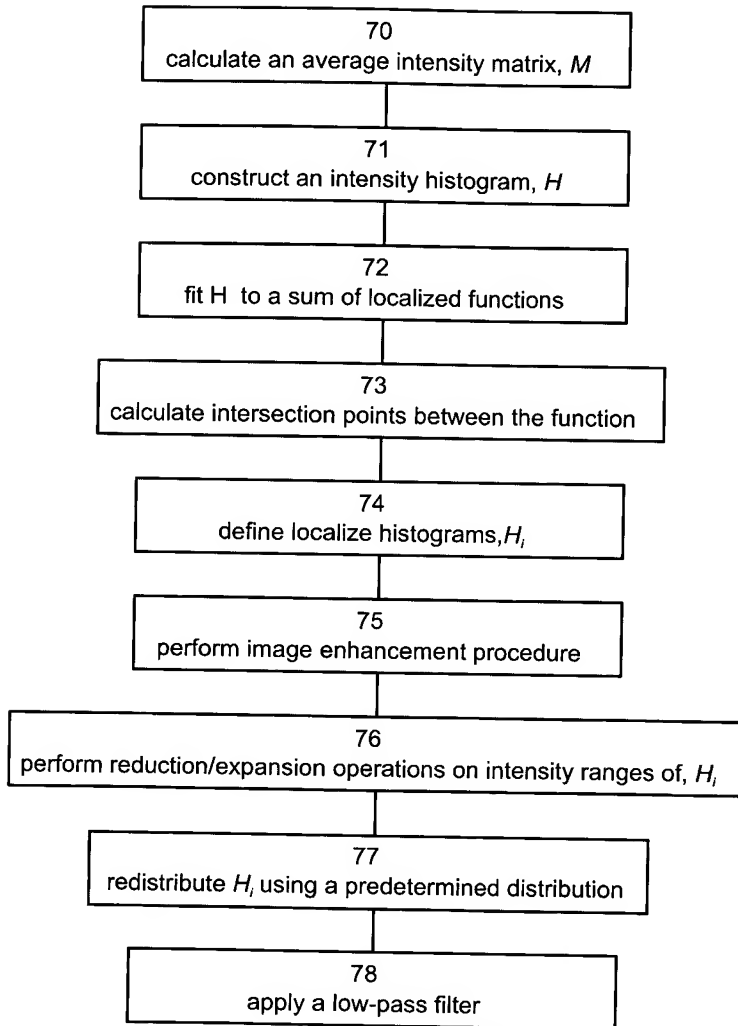 70
calculate an average intensity matrix, M
71
construct an intensity histogram, H
72
fit H to a sum of localized functions
73
calculate intersection points between the function
74
define localize histograms,Hi
75
perform image enhancement procedure
76
perform reduction/expansion operations on intensity ranges of, Hi
77
redistribute Hi using a predetermined distribution
78
apply a low-pass filter